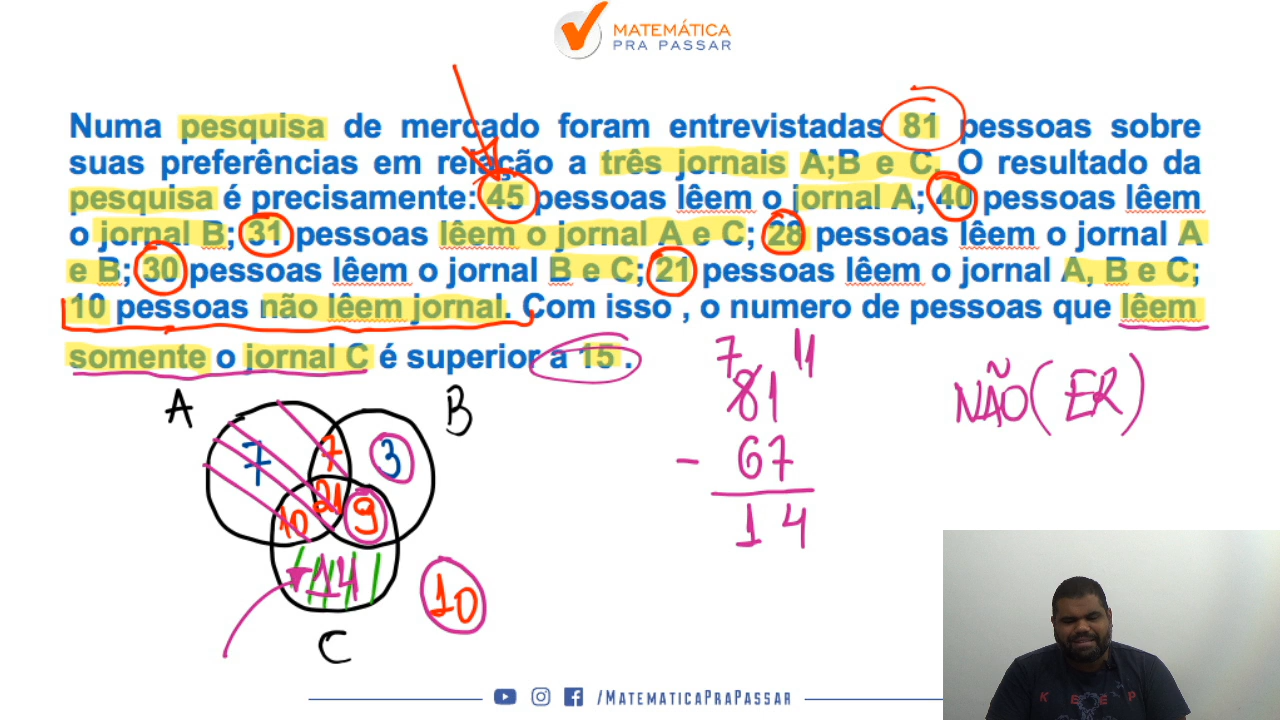 MATEMÁTICA
PRA PASSAR
Numa pesquisa de mercado foram entrevistadas 81 pessoas sobre
suas preferências em relação a três jornais A;B e C. O resultado da
pesquisa é precisamente: 45 pessoas lêem o jornal A; 40 pessoas lêem
o jornal B; 31 pessoas lêem o jornal A e C; 28 pessoas lêem o jornal A
e B; 30 pessoas lêem o jornal B e C; 21 pessoas lêem o jornal A, B e C;
10 pessoas não lêem jornal. Com isso , o numero de pessoas que lêem
somente o jornal C é superior a 15 .
7 11
81
- 67
14
NÃO (ER)
A B
7 7 3
21
10 9
14
10
C
KEEP
/MatematicaPraPassar